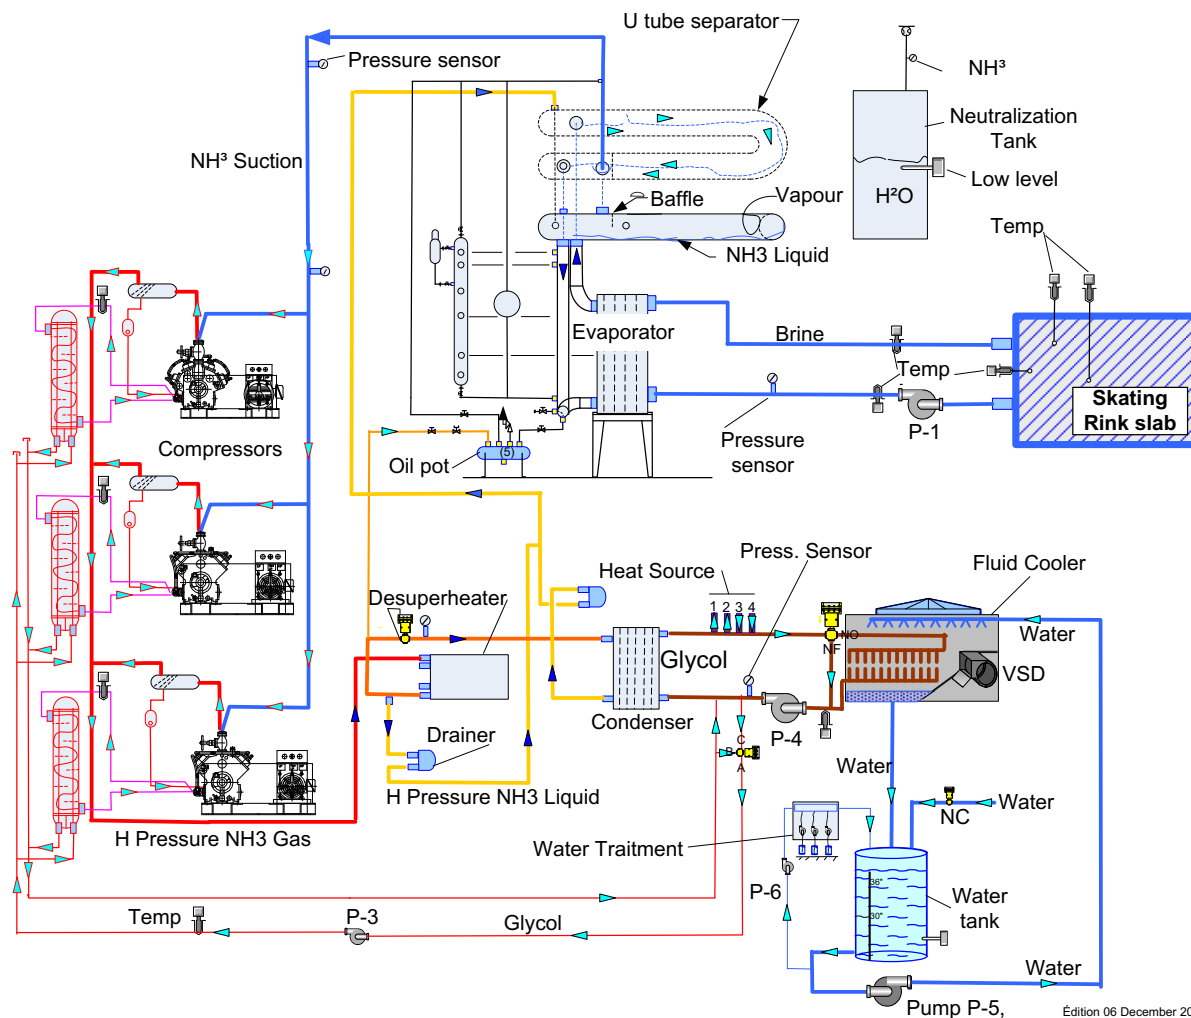 U tube separator
Pressure sensor
NH³
Neutralization
Tank
NH³ Suction
Low level
Baffle
Vapour
H²O
Temp
NH3 Liquid
Evaporator
Brine
Temp
Skating
Rink slab
P-1
Compressors
Pressure
sensor
Oil pot
(5)
Press. Sensor
Heat Source
Fluid Cooler
Desuperheater
1 2 3 4
NO
Water
NF
Glycol
VSD
Condenser
P-4
Drainer
C
B
A
Water
H Pressure NH3 Liquid
Water
NC
H Pressure NH3 Gas
Water Traitment
36"
P-6
Water
tank
30"
Temp
P-3
Glycol
Water
Pump P-5,
Édition 06 December 20